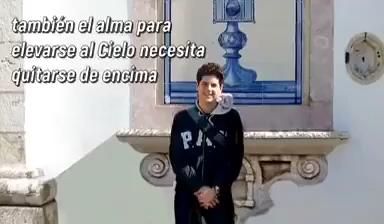 también el alma para
elevarse al Cielo necesita
quitarse de encima